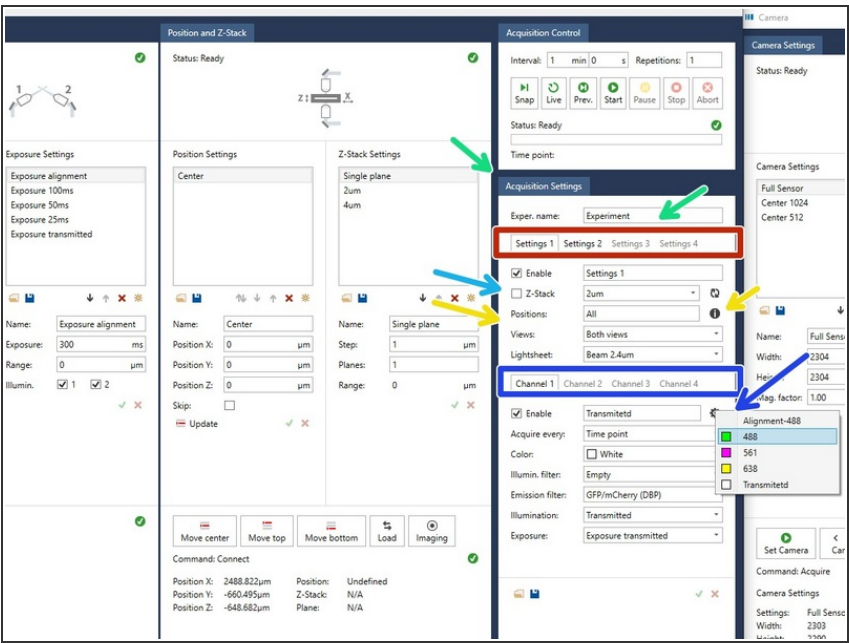 Camera
Position and Z-Stack
Acquisition Control
Camera Settings
Status: Ready
Interval: 1 min 0 s Repetitions: 1
Status: Ready
1 2
Z↕ X
Snap Live Prev. Start Pause Stop Abort
Status: Ready
Time point:
Exposure Settings
Position Settings
Z-Stack Settings
Camera Settings
Exposure alignment
Exposure 100ms
Exposure 50ms
Exposure 25ms
Exposure transmitted
Center
Single plane
2um
4um
Full Sensor
Center 1024
Center 512
Acquisition Settings
Exper. name: Experiment
Settings 1 Settings 2 Settings 3 Settings 4
Enable Settings 1
Z-Stack 2um
Positions: All
Views: Both views
Lightsheet: Beam 2.4um
Channel 1 Channel 2 Channel 3 Channel 4
Enable Transmitetd
Acquire every: Time point
Color: White
Illumin. filter: Empty
Emission filter: GFP/mCherry (DBP)
Illumination: Transmitted
Exposure: Exposure transmitted
Name: Exposure alignment
Exposure: 300 ms
Range: 0 µm
Illumin. 1 2
Name: Center
Position X: 0 µm
Position Y: 0 µm
Position Z: 0 µm
Skip:
Update
Name: Single plane
Step: 1 µm
Planes: 1
Range: 0 µm
Name: Full Sens
Width: 2304
2304
Mag. factor: 1.00
Alignment-488
488
561
638
Transmitetd
Move center Move top Move bottom Load Imaging
Command: Connect
Position X: 2488.822µm Position: Undefined
Position Y: -660.495µm Z-Stack: N/A
Position Z: -648.682µm Plane: N/A
Set Camera Car
Command: Acquire
Camera Settings
Settings: Full Senso
Width: 2303